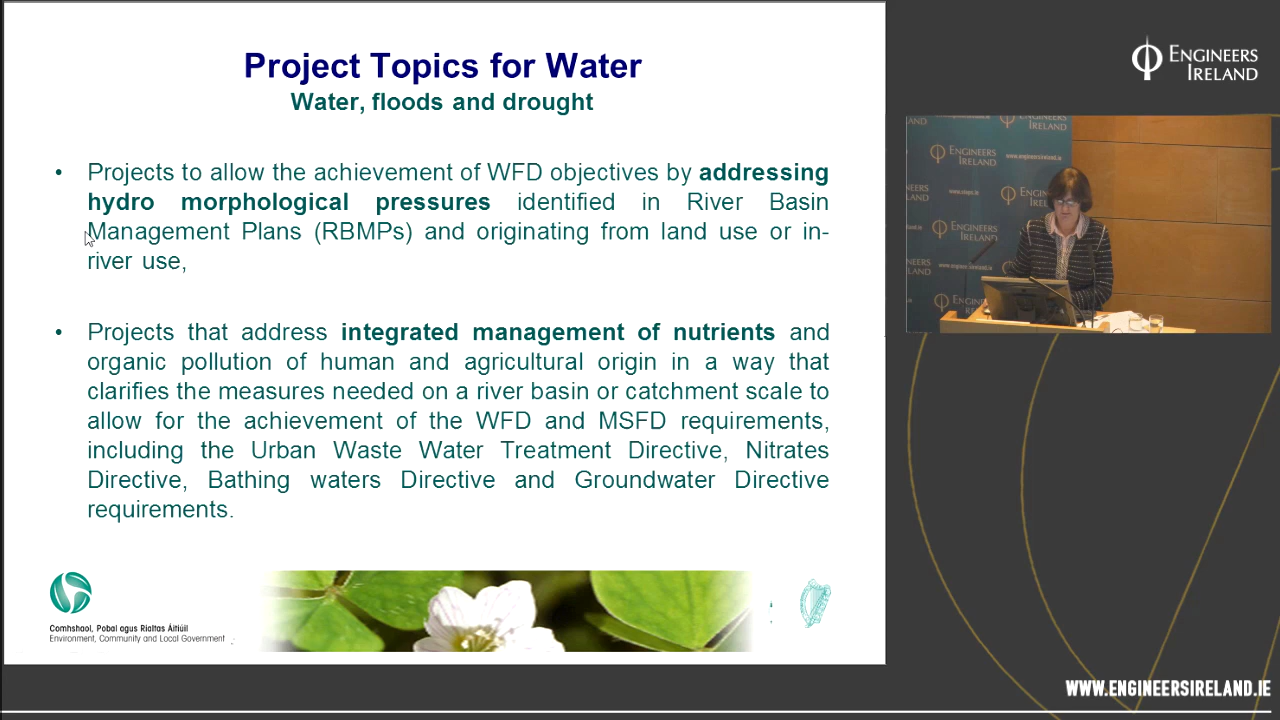 Project Topics for Water
Water, floods and drought
• Projects to allow the achievement of WFD objectives by addressing
hydro morphological pressures identified in River Basin
Management Plans (RBMPs) and originating from land use or in-
river use,
• Projects that address integrated management of nutrients and
organic pollution of human and agricultural origin in a way that
clarifies the measures needed on a river basin or catchment scale to
allow for the achievement of the WFD and MSFD requirements,
including the Urban Waste Water Treatment Directive, Nitrates
Directive, Bathing waters Directive and Groundwater Directive
requirements.
Comhshaol, Pobal agus Rialtas Áitiúil
Environment, Community and Local Government
ENGINEERS
IRELAND
ENGINEERS
IRELAND
www.engineersireland.ie
WWW.ENGINEERSIRELAND.IE